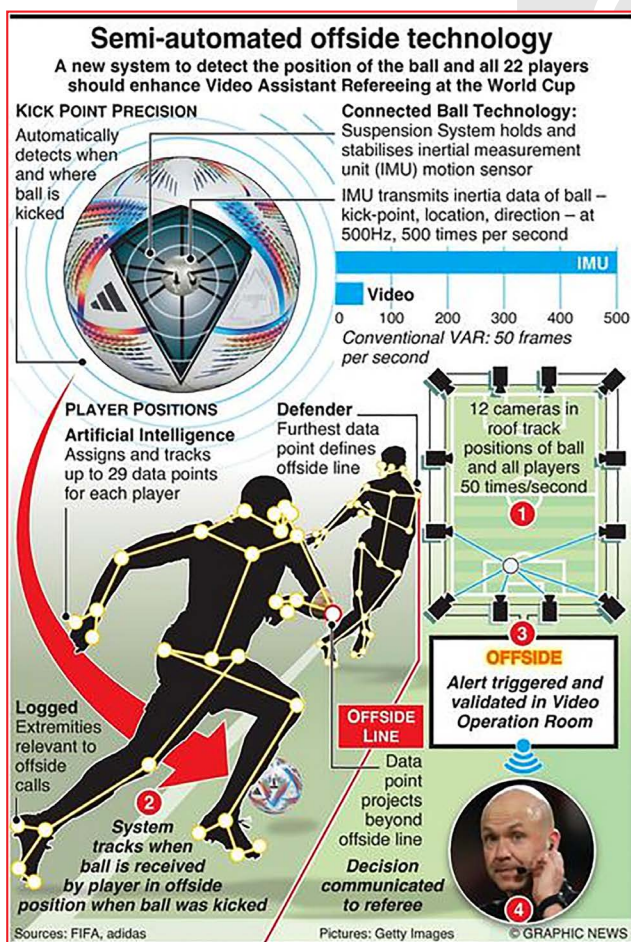 Semi-automated offside technology
A new system to detect the position of the ball and all 22 players
should enhance Video Assistant Refereeing at the World Cup
KICK POINT PRECISION
Automatically
detects when
and where
ball is
kicked
Connected Ball Technology:
Suspension System holds and
stabilises inertial measurement
unit (IMU) motion sensor
IMU transmits inertia data of ball –
kick-point, location, direction – at
500Hz, 500 times per second
IMU
Video
0 100 200 300 400 500
Conventional VAR: 50 frames
per second
PLAYER POSITIONS
Artificial Intelligence
Assigns and tracks
up to 29 data points
for each player
Defender
Furthest data
point defines
offside line
12 cameras in
roof track
positions of ball
and all players
50 times/second
1
3
OFFSIDE
Alert triggered and
validated in Video
Operation Room
Logged
Extremities
relevant to
offside
calls
OFFSIDE
LINE
Data
point
projects
beyond
offside line
2
System
tracks when
ball is received
by player in offside
position when ball was kicked
Decision
communicated
to referee
4
Sources: FIFA, adidas
Pictures: Getty Images
© GRAPHIC NEWS